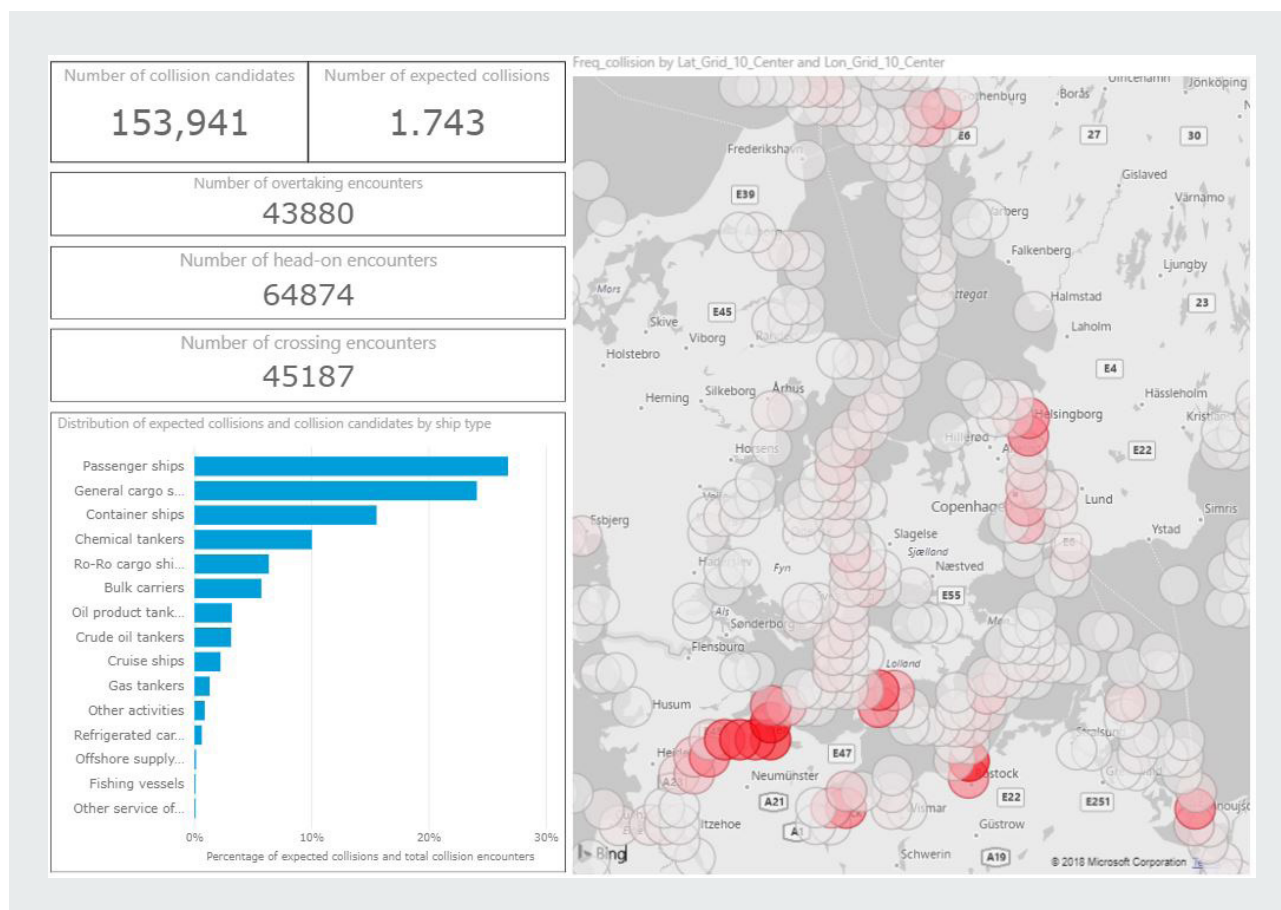 Number of collision candidates
153,941
Number of expected collisions
1.743
Number of overtaking encounters
43880
Number of head-on encounters
64874
Number of crossing encounters
45187
Distribution of expected collisions and collision candidates by ship type
Passenger ships
General cargo s...
Container ships
Chemical tankers
Ro-Ro cargo shi...
Bulk carriers
Oil product tank...
Crude oil tankers
Cruise ships
Gas tankers
Other activities
Refrigerated car...
Offshore supply...
Fishing vessels
Other service of...
0%
10%
20%
30%
Percentage of expected collisions and total collision encounters
Freq_collision by Lat_Grid_10_Center and Lon_Grid_10_Center
Jönköping
Borås
E6
27
30
Gislaved
Värnamo
E39
Falkenberg
Ljungby
Mors
Halmstad
23
E45
Skive
Viborg
Laholm
Holstebro
E4
Århus
Silkeborg
Herning
Hässleholm
Helsingborg
Hillerød
Horsens
E22
Lund
Simris
Esbjerg
Ystad
Slagelse
Sjælland
E6
Fyn
Næstved
E55
Als
Sønderborg
Flensburg
Lolland
Husum
E47
Neumünster
A21
E22
E251
Itzehoe
Wismar
Güstrow
A1
Schwerin
A19
Bing
© 2018 Microsoft Corporation